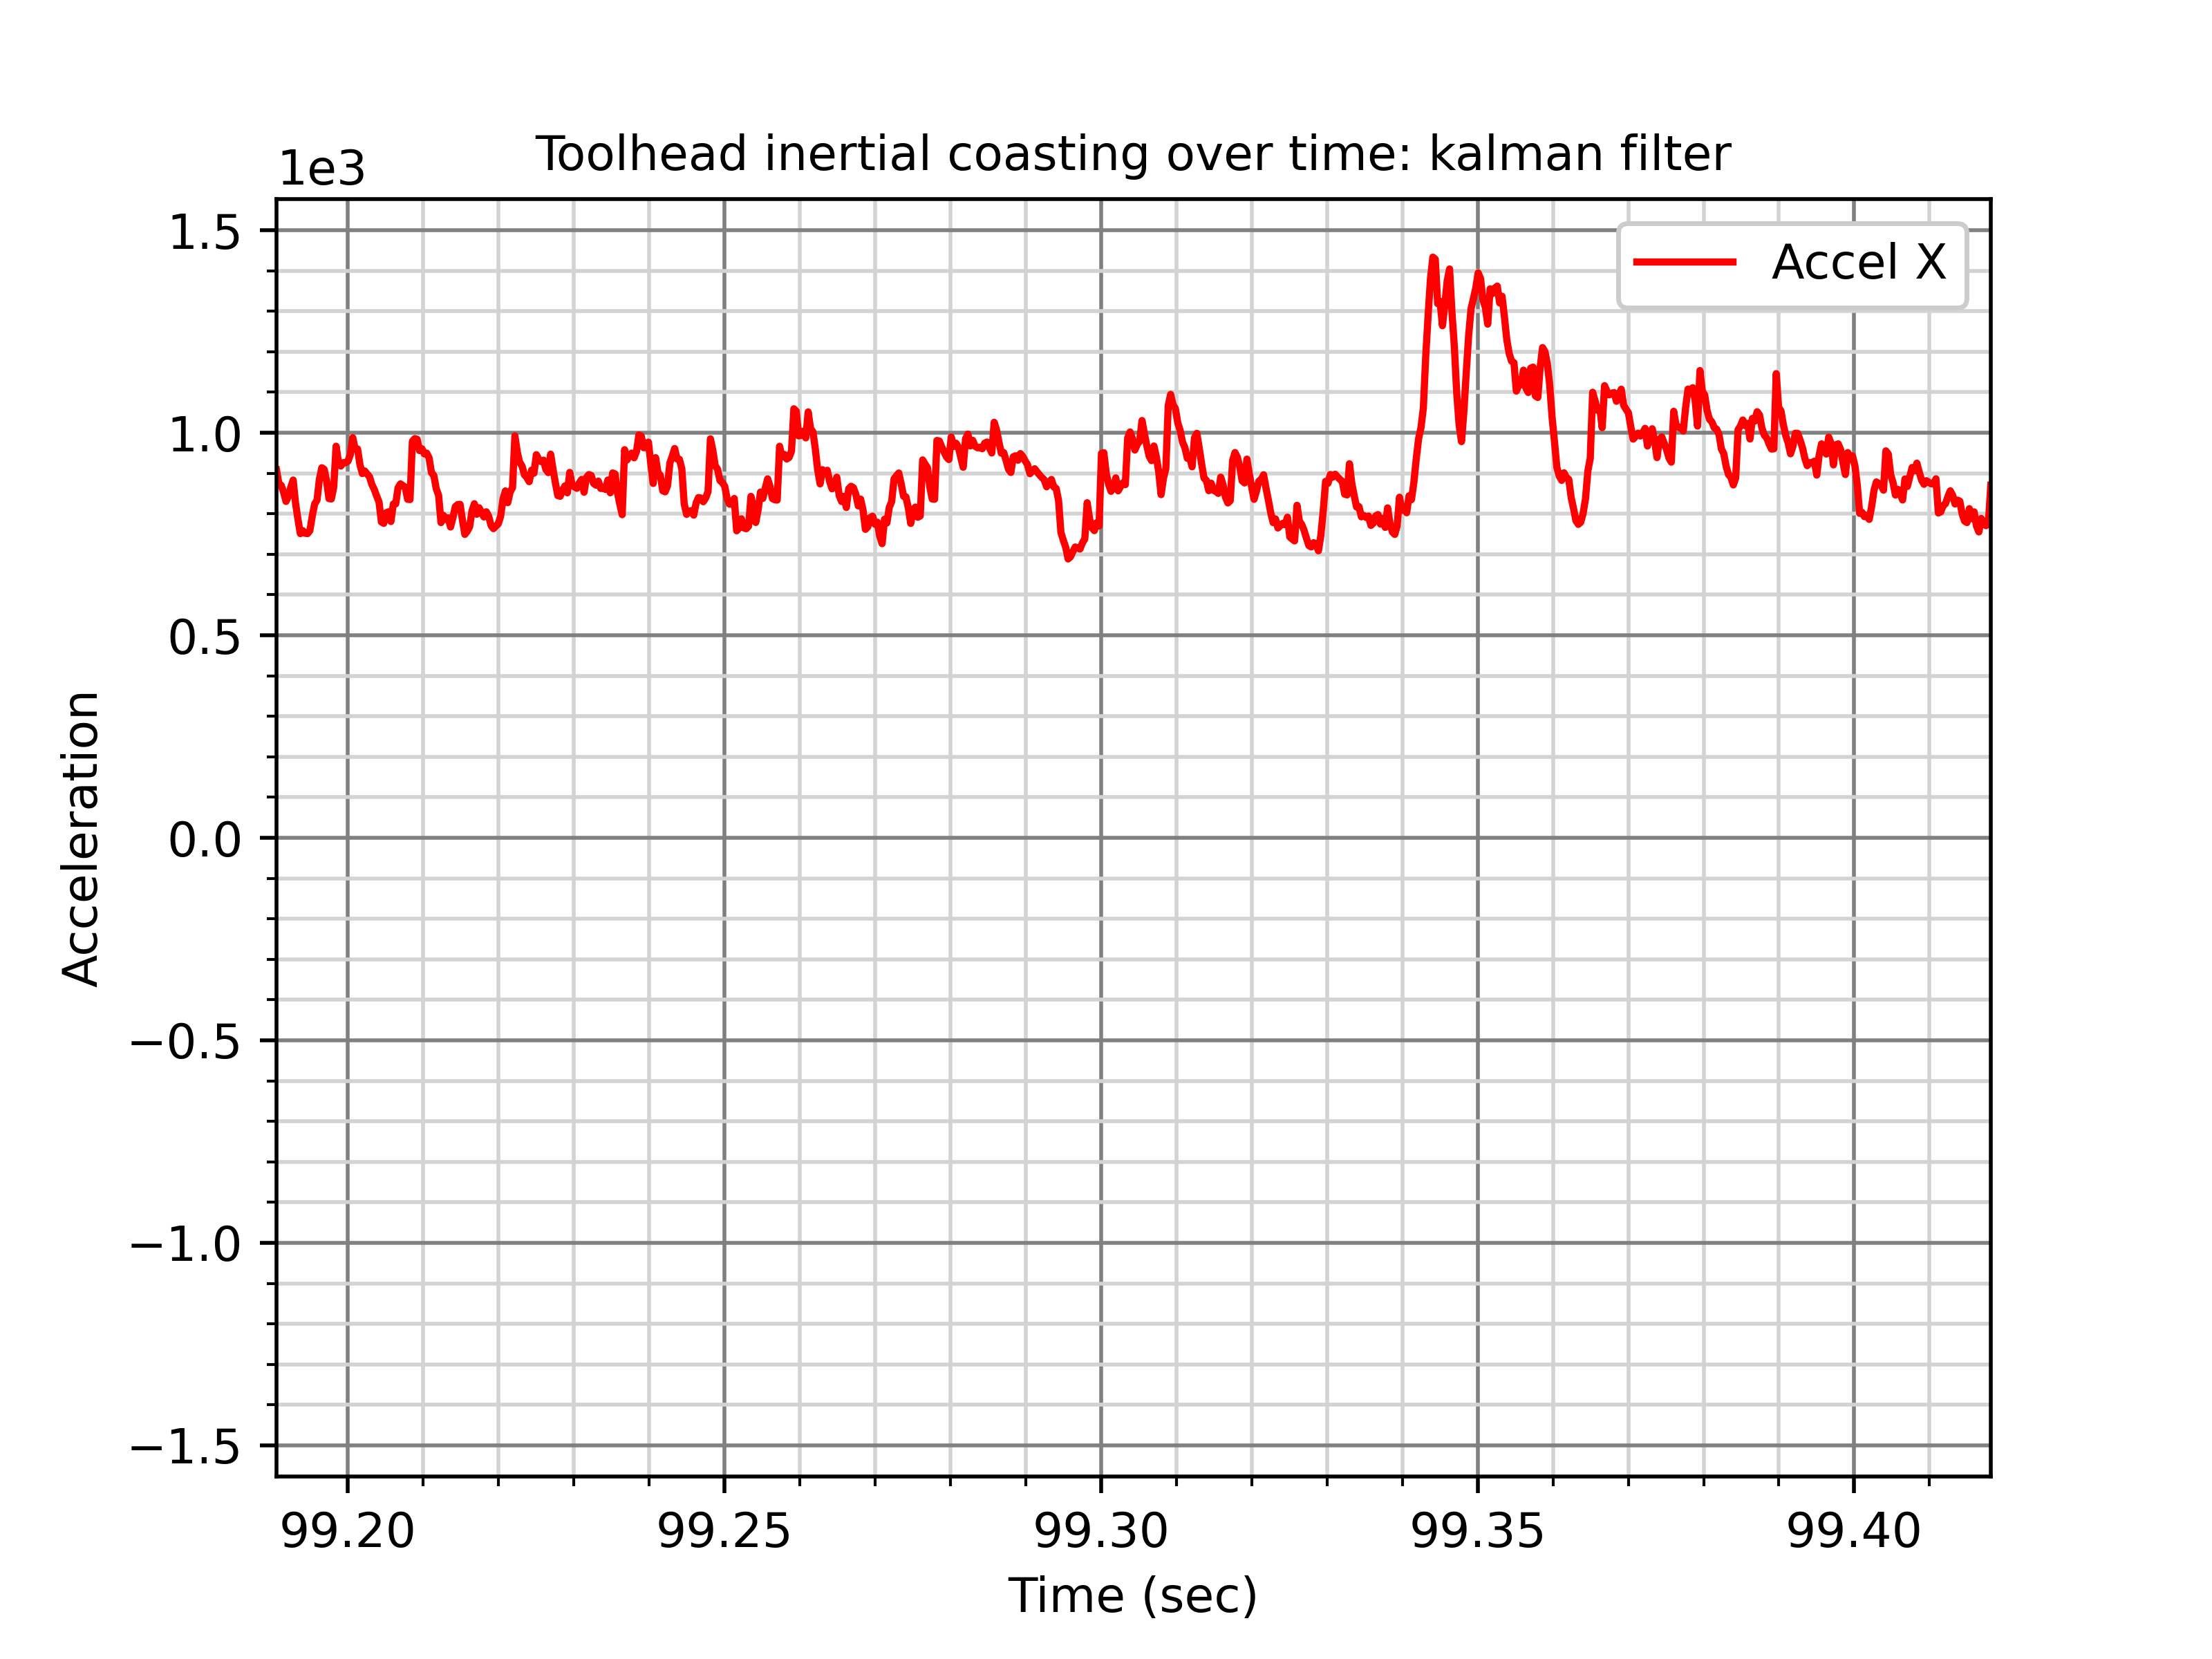 Toolhead inertial coasting over time: kalman filter
1e3
Accel X
1.5
1.0
0.5
0.0
−0.5
−1.0
−1.5
Acceleration
99.20 99.25 99.30 99.35 99.40
Time (sec)